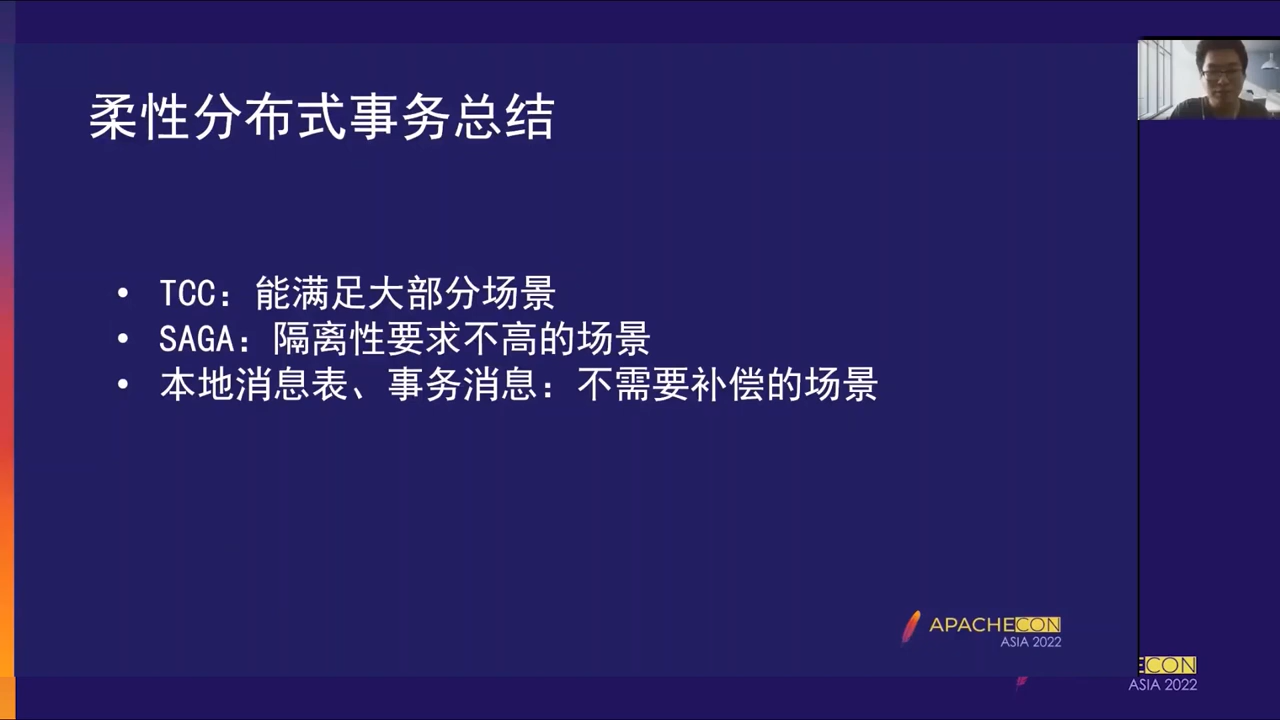 柔性分布式事务总结
• TCC：能满足大部分场景
• SAGA：隔离性要求不高的场景
• 本地消息表、事务消息：不需要补偿的场景
APACHECON
ASIA 2022
ECON
ASIA 2022